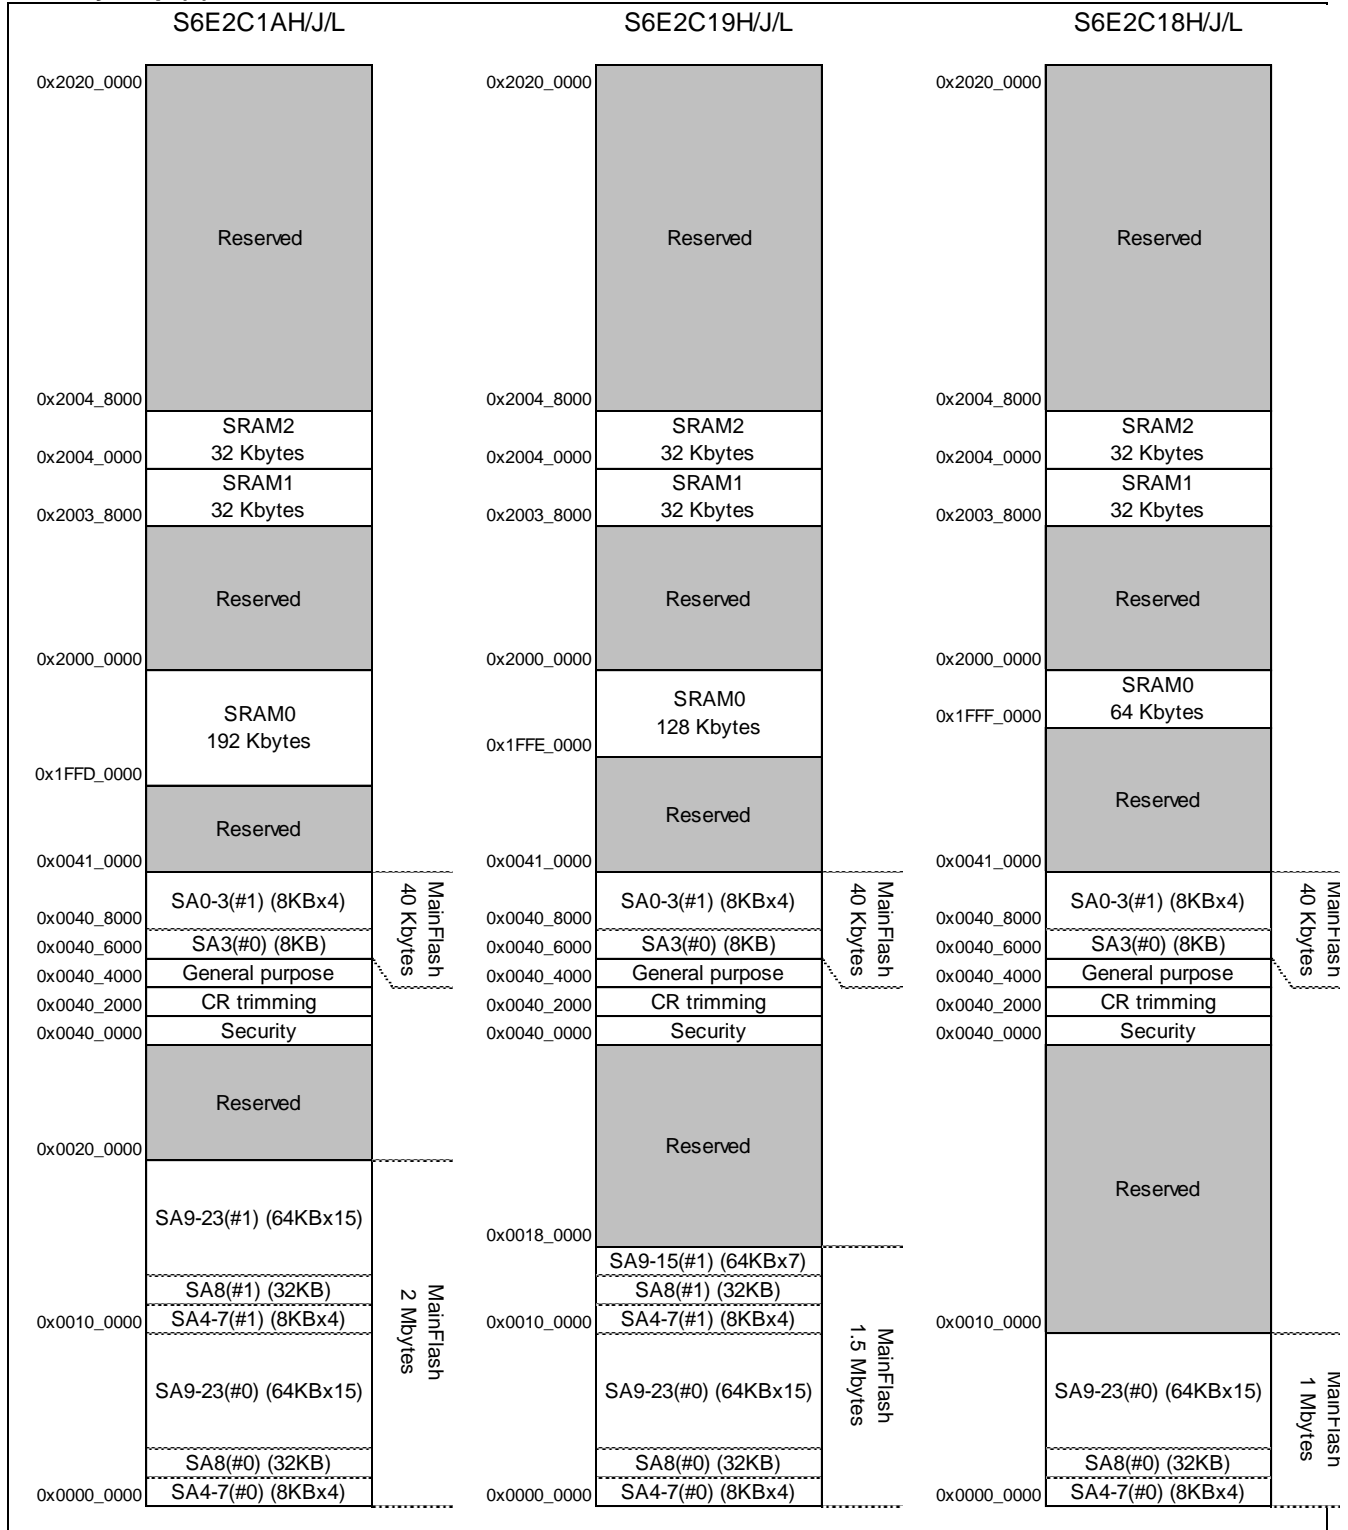 S6E2C1AH/J/L
0x2020_0000
Reserved
0x2004_8000
SRAM2
32 Kbytes
0x2004_0000
SRAM1
32 Kbytes
0x2003_8000
Reserved
0x2000_0000
SRAM0
192 Kbytes
0x1FFD_0000
Reserved
0x0041_0000
SA0-3(#1) (8KBx4)
0x0040_8000
SA3(#0) (8KB)
0x0040_6000
General purpose
0x0040_4000
CR trimming
0x0040_2000
Security
0x0040_0000
MainFlash
40 Kbytes
Reserved
0x0020_0000
SA9-23(#1) (64KBx15)
SA8(#1) (32KB)
SA4-7(#1) (8KBx4)
0x0010_0000
SA9-23(#0) (64KBx15)
SA8(#0) (32KB)
SA4-7(#0) (8KBx4)
0x0000_0000
MainFlash
2 Mbytes
S6E2C19H/J/L
0x2020_0000
Reserved
0x2004_8000
SRAM2
32 Kbytes
0x2004_0000
SRAM1
32 Kbytes
0x2003_8000
Reserved
0x2000_0000
SRAM0
128 Kbytes
0x1FFE_0000
Reserved
0x0041_0000
SA0-3(#1) (8KBx4)
0x0040_8000
SA3(#0) (8KB)
0x0040_6000
General purpose
0x0040_4000
CR trimming
0x0040_2000
Security
0x0040_0000
MainFlash
40 Kbytes
Reserved
0x0018_0000
SA9-15(#1) (64KBx7)
SA8(#1) (32KB)
SA4-7(#1) (8KBx4)
0x0010_0000
SA9-23(#0) (64KBx15)
SA8(#0) (32KB)
SA4-7(#0) (8KBx4)
0x0000_0000
MainFlash
1.5 Mbytes
S6E2C18H/J/L
0x2020_0000
Reserved
0x2004_8000
SRAM2
32 Kbytes
0x2004_0000
SRAM1
32 Kbytes
0x2003_8000
Reserved
0x2000_0000
SRAM0
64 Kbytes
0x1FFF_0000
Reserved
0x0041_0000
SA0-3(#1) (8KBx4)
0x0040_8000
SA3(#0) (8KB)
0x0040_6000
General purpose
0x0040_4000
CR trimming
0x0040_2000
Security
0x0040_0000
MainFlash
40 Kbytes
Reserved
0x0010_0000
SA9-23(#0) (64KBx15)
SA8(#0) (32KB)
SA4-7(#0) (8KBx4)
0x0000_0000
MainFlash
1 Mbytes